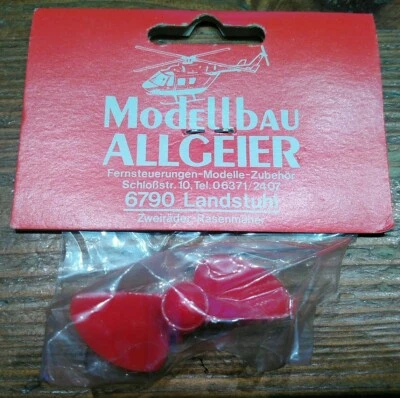 Modellbau
ALLGEIER
Fernsteuerungen-Modelle-Zubehör
Schloßstr. 10, Tel. 06371/2407
6790 Landstuhl
Zweiräder-Rasenmäher